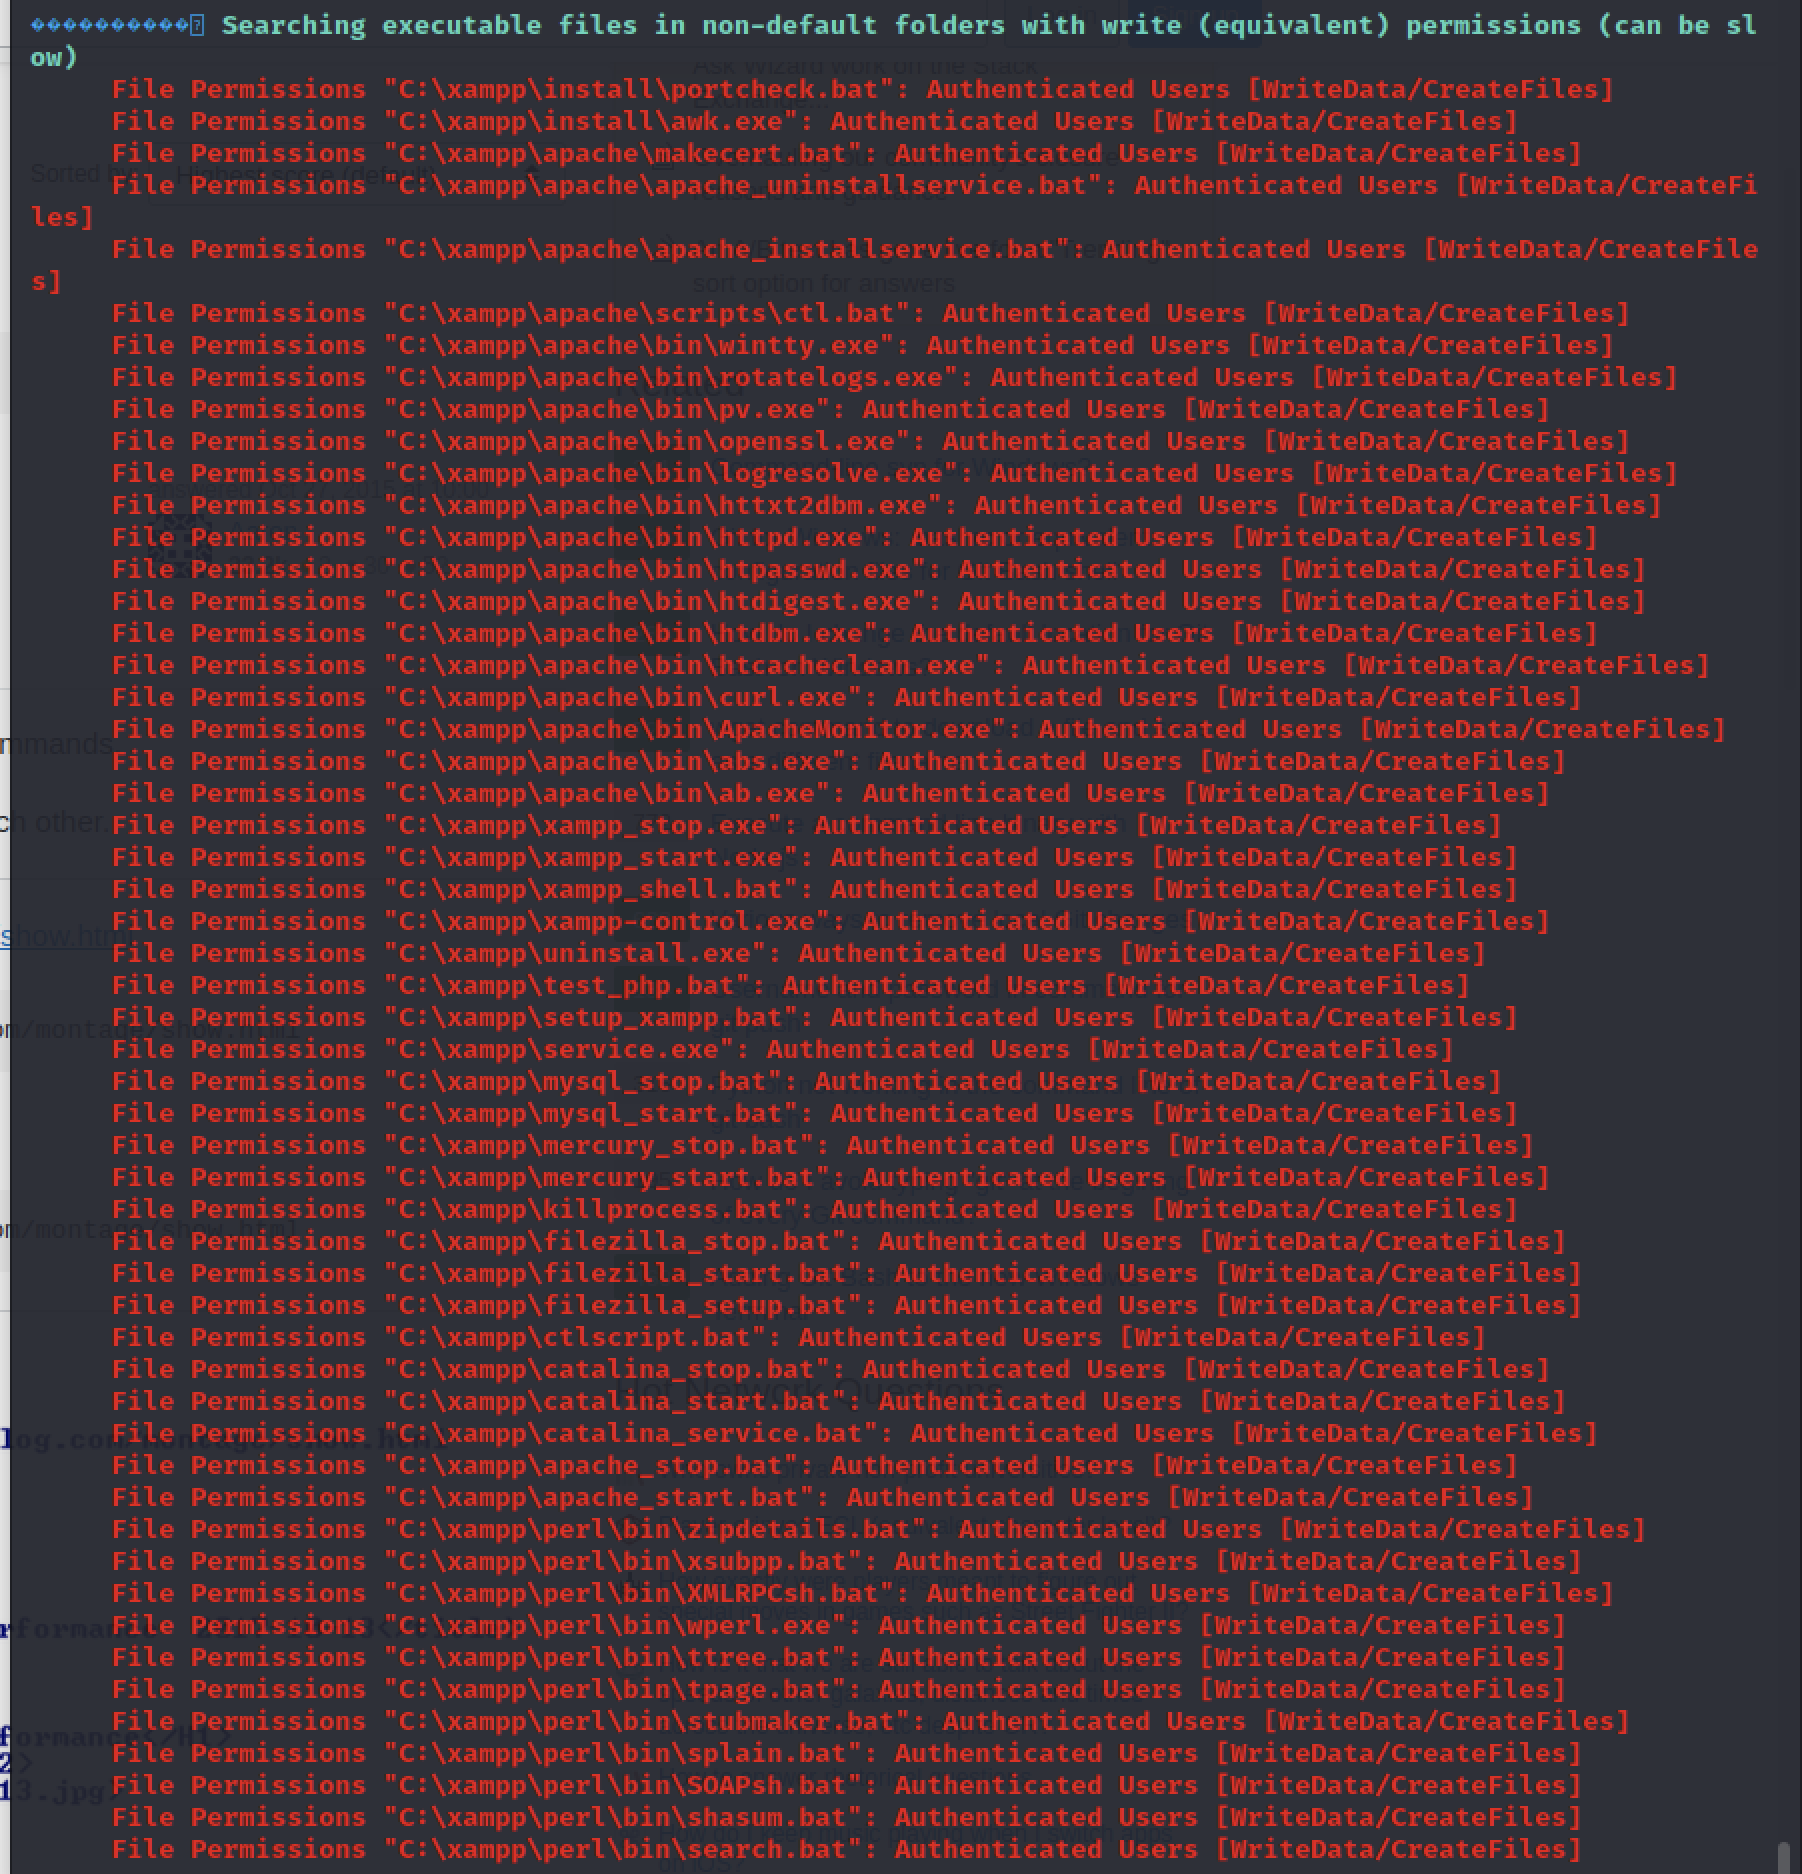 Searching executable files in non-default folders with write (equivalent) permissions (can be sl
ow)
File Permissions "C:\xampp\install\portcheck.bat": Authenticated Users [WriteData/CreateFiles]
File Permissions "C:\xampp\install\awk.exe": Authenticated Users [WriteData/CreateFiles]
File Permissions "C:\xampp\apache\makecert.bat": Authenticated Users [WriteData/CreateFiles]
File Permissions "C:\xampp\apache\apache_uninstallservice.bat": Authenticated Users [WriteData/CreateFi
les]
File Permissions "C:\xampp\apache\apache_installservice.bat": Authenticated Users [WriteData/CreateFile
s]
File Permissions "C:\xampp\apache\scripts\ctl.bat": Authenticated Users [WriteData/CreateFiles]
File Permissions "C:\xampp\apache\bin\wintty.exe": Authenticated Users [WriteData/CreateFiles]
File Permissions "C:\xampp\apache\bin\rotatelogs.exe": Authenticated Users [WriteData/CreateFiles]
File Permissions "C:\xampp\apache\bin\pv.exe": Authenticated Users [WriteData/CreateFiles]
File Permissions "C:\xampp\apache\bin\openssl.exe": Authenticated Users [WriteData/CreateFiles]
File Permissions "C:\xampp\apache\bin\logresolve.exe": Authenticated Users [WriteData/CreateFiles]
File Permissions "C:\xampp\apache\bin\httxt2dbm.exe": Authenticated Users [WriteData/CreateFiles]
File Permissions "C:\xampp\apache\bin\httpd.exe": Authenticated Users [WriteData/CreateFiles]
File Permissions "C:\xampp\apache\bin\htpasswd.exe": Authenticated Users [WriteData/CreateFiles]
File Permissions "C:\xampp\apache\bin\htdigest.exe": Authenticated Users [WriteData/CreateFiles]
File Permissions "C:\xampp\apache\bin\htdbm.exe": Authenticated Users [WriteData/CreateFiles]
File Permissions "C:\xampp\apache\bin\htcacheclean.exe": Authenticated Users [WriteData/CreateFiles]
File Permissions "C:\xampp\apache\bin\curl.exe": Authenticated Users [WriteData/CreateFiles]
File Permissions "C:\xampp\apache\bin\ApacheMonitor.exe": Authenticated Users [WriteData/CreateFiles]
File Permissions "C:\xampp\apache\bin\abs.exe": Authenticated Users [WriteData/CreateFiles]
File Permissions "C:\xampp\apache\bin\ab.exe": Authenticated Users [WriteData/CreateFiles]
File Permissions "C:\xampp\xampp_stop.exe": Authenticated Users [WriteData/CreateFiles]
File Permissions "C:\xampp\xampp_start.exe": Authenticated Users [WriteData/CreateFiles]
File Permissions "C:\xampp\xampp_shell.bat": Authenticated Users [WriteData/CreateFiles]
File Permissions "C:\xampp\xampp-control.exe": Authenticated Users [WriteData/CreateFiles]
File Permissions "C:\xampp\uninstall.exe": Authenticated Users [WriteData/CreateFiles]
File Permissions "C:\xampp\test_php.bat": Authenticated Users [WriteData/CreateFiles]
File Permissions "C:\xampp\setup_xampp.bat": Authenticated Users [WriteData/CreateFiles]
File Permissions "C:\xampp\service.exe": Authenticated Users [WriteData/CreateFiles]
File Permissions "C:\xampp\mysql_stop.bat": Authenticated Users [WriteData/CreateFiles]
File Permissions "C:\xampp\mysql_start.bat": Authenticated Users [WriteData/CreateFiles]
File Permissions "C:\xampp\mercury_stop.bat": Authenticated Users [WriteData/CreateFiles]
File Permissions "C:\xampp\mercury_start.bat": Authenticated Users [WriteData/CreateFiles]
File Permissions "C:\xampp\killprocess.bat": Authenticated Users [WriteData/CreateFiles]
File Permissions "C:\xampp\filezilla_stop.bat": Authenticated Users [WriteData/CreateFiles]
File Permissions "C:\xampp\filezilla_start.bat": Authenticated Users [WriteData/CreateFiles]
File Permissions "C:\xampp\filezilla_setup.bat": Authenticated Users [WriteData/CreateFiles]
File Permissions "C:\xampp\ctlscript.bat": Authenticated Users [WriteData/CreateFiles]
File Permissions "C:\xampp\catalina_stop.bat": Authenticated Users [WriteData/CreateFiles]
File Permissions "C:\xampp\catalina_start.bat": Authenticated Users [WriteData/CreateFiles]
File Permissions "C:\xampp\catalina_service.bat": Authenticated Users [WriteData/CreateFiles]
File Permissions "C:\xampp\apache_stop.bat": Authenticated Users [WriteData/CreateFiles]
File Permissions "C:\xampp\apache_start.bat": Authenticated Users [WriteData/CreateFiles]
File Permissions "C:\xampp\perl\bin\zipdetails.bat": Authenticated Users [WriteData/CreateFiles]
File Permissions "C:\xampp\perl\bin\xsubpp.bat": Authenticated Users [WriteData/CreateFiles]
File Permissions "C:\xampp\perl\bin\XMLRPCsh.bat": Authenticated Users [WriteData/CreateFiles]
File Permissions "C:\xampp\perl\bin\wperl.exe": Authenticated Users [WriteData/CreateFiles]
File Permissions "C:\xampp\perl\bin\ttree.bat": Authenticated Users [WriteData/CreateFiles]
File Permissions "C:\xampp\perl\bin\tpage.bat": Authenticated Users [WriteData/CreateFiles]
File Permissions "C:\xampp\perl\bin\stubmaker.bat": Authenticated Users [WriteData/CreateFiles]
File Permissions "C:\xampp\perl\bin\splain.bat": Authenticated Users [WriteData/CreateFiles]
File Permissions "C:\xampp\perl\bin\SOAPsh.bat": Authenticated Users [WriteData/CreateFiles]
File Permissions "C:\xampp\perl\bin\shasum.bat": Authenticated Users [WriteData/CreateFiles]
File Permissions "C:\xampp\perl\bin\search.bat": Authenticated Users [WriteData/CreateFiles]